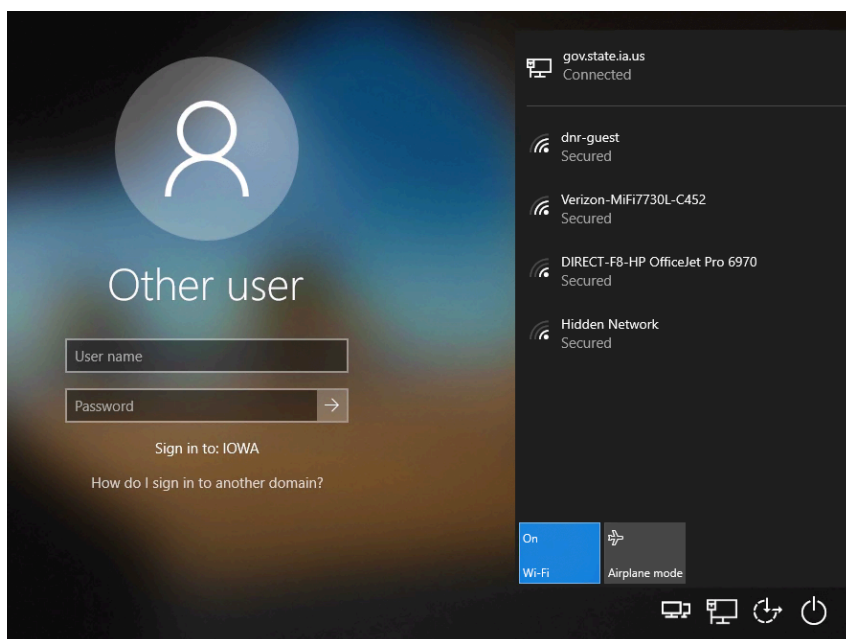 Other user
User name
Password
Sign in to: IOWA
How do I sign in to another domain?
gov.state.ia.us
Connected
dnr-guest
Secured
Verizon-MiFi7730L-C452
Secured
DIRECT-F8-HP OfficeJet Pro 6970
Secured
Hidden Network
Secured
On
Wi-Fi
Airplane mode